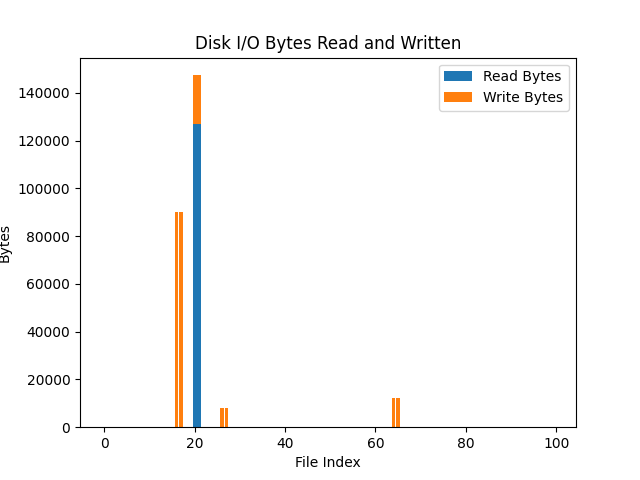 Disk I/O Bytes Read and Written
Read Bytes
Write Bytes
140000
120000
100000
80000
60000
40000
20000
0
Bytes
0 20 40 60 80 100
File Index